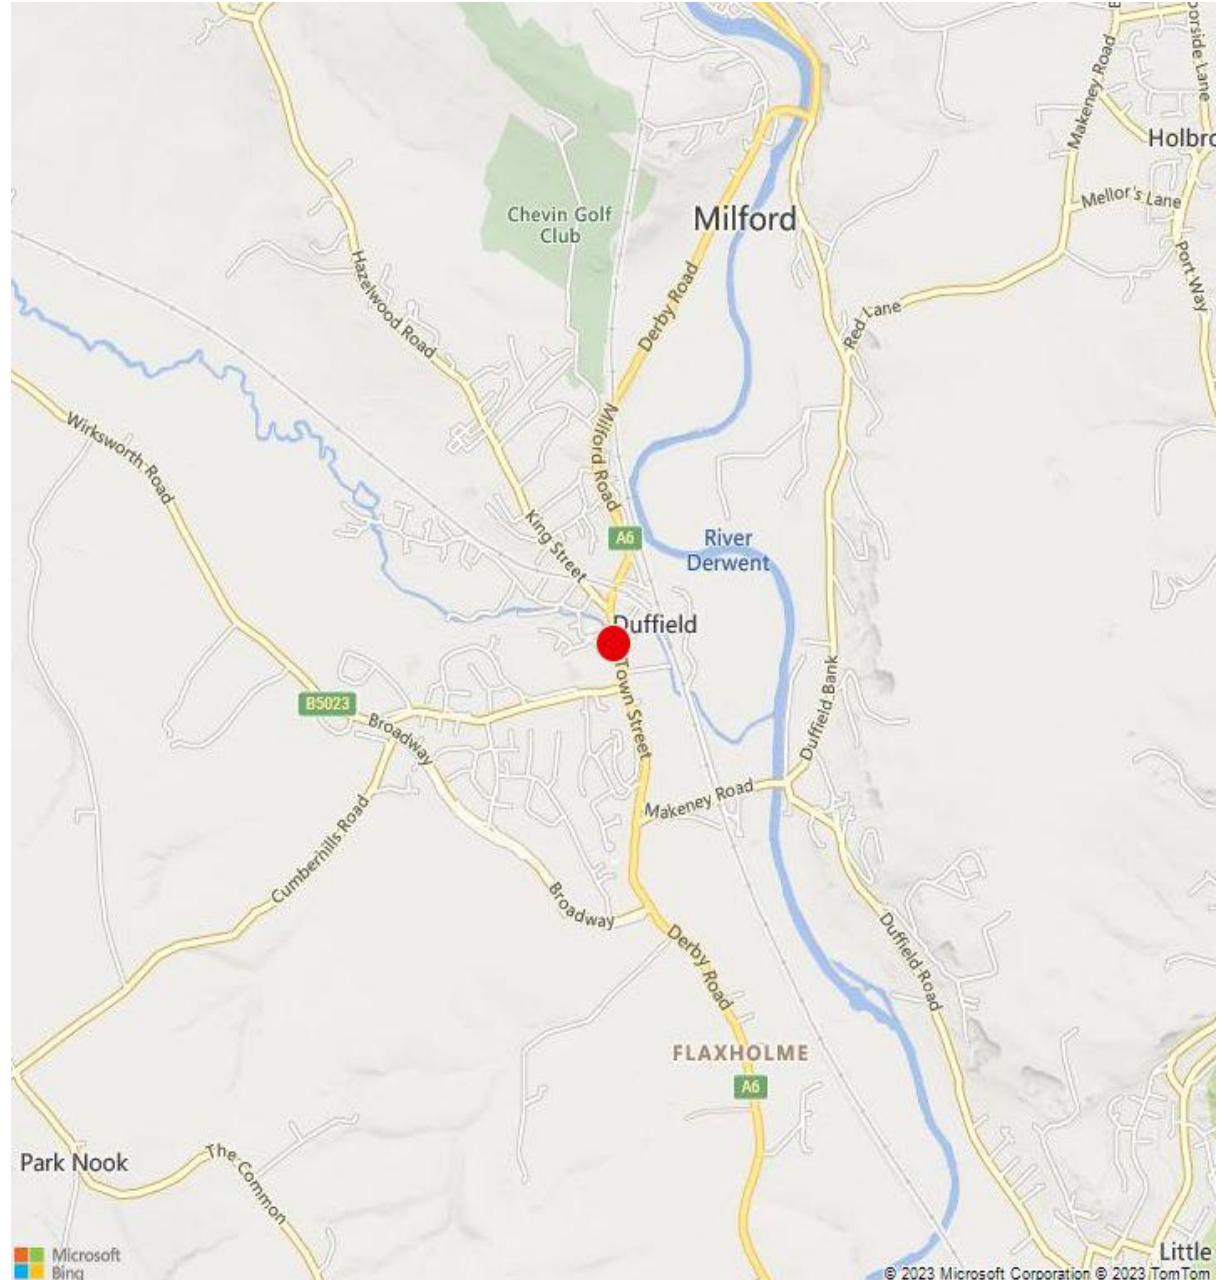 Makeney Road
Holbro
Mellor's Lane
Chevin Golf
Club
Milford
Hazelwood Road
Port Way
Derby Road
Red Lane
Wirksworth Road
Milford Road
King Street
A6
River
Derwent
Duffield
Town Street
Duffield Bank
B5023
Broadway
Makeney Road
Cumberhills Road
Broadway
Derby Road
Duffield Road
FLAXHOLME
A6
Park Nook
The Common
Little
Microsoft
Bing
© 2023 Microsoft Corporation © 2023 TomTom